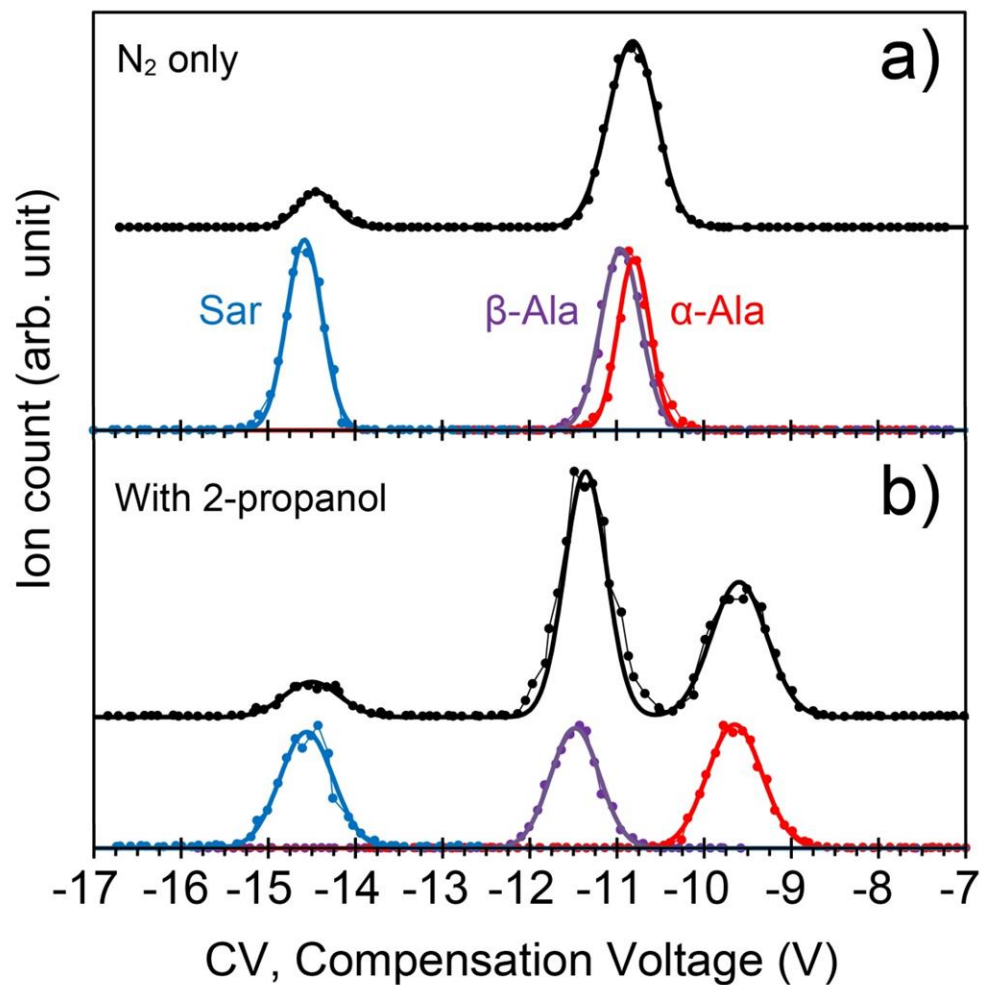 N₂ only
a)
Sar
β-Ala
α-Ala
With 2-propanol
b)
Ion count (arb. unit)
-17 -16 -15 -14 -13 -12 -11 -10 -9 -8 -7
CV, Compensation Voltage (V)